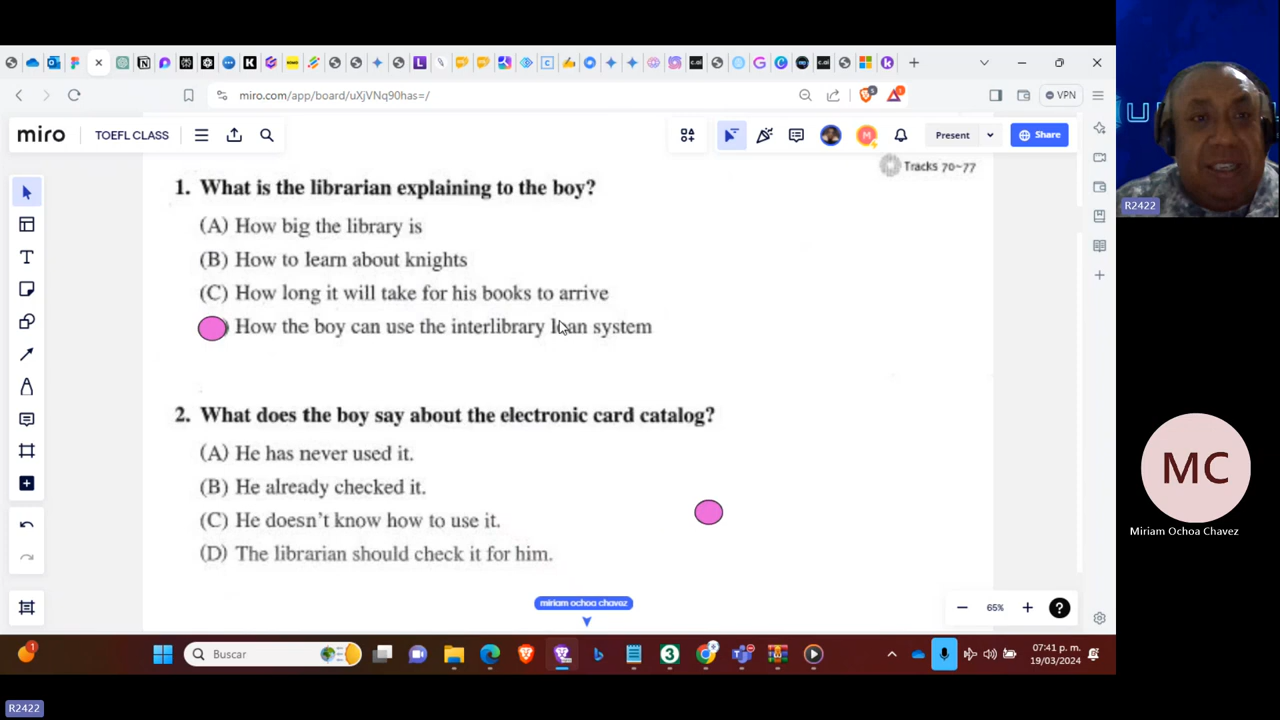 miro.com/app/board/uXjVNq90has=/
VPN
miro
TOEFL CLASS
Present
Share
Tracks 70~77
1. What is the librarian explaining to the boy?
(A) How big the library is
(B) How to learn about knights
(C) How long it will take for his books to arrive
How the boy can use the interlibrary loan system
2. What does the boy say about the electronic card catalog?
(A) He has never used it.
(B) He already checked it.
(C) He doesn't know how to use it.
(D) The librarian should check it for him.
miriam ochoa chavez
65%
Buscar
07:41 p. m.
19/03/2024
R2422
MC
Miriam Ochoa Chavez
R2422